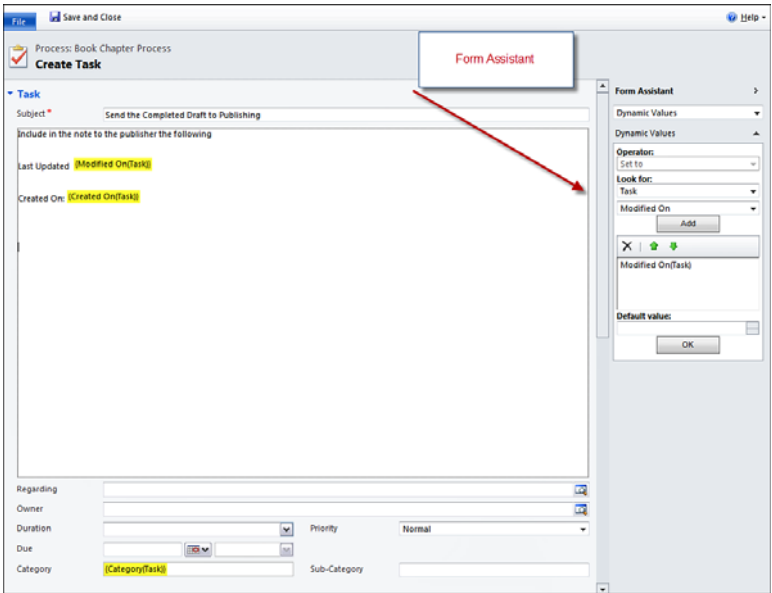 File
Save and Close
Help
Process: Book Chapter Process
Create Task
Form Assistant
Task
Subject *
Send the Completed Draft to Publishing
Include in the note to the publisher the following
Last Updated {Modified On(Task)}
Created On: {Created On(Task)}
Regarding
Owner
Duration
Priority
Normal
Due
Category
{Category(Task)}
Sub-Category
Form Assistant
Dynamic Values
Dynamic Values
Operator:
Set to
Look for:
Task
Modified On
Add
Modified On(Task)
Default value:
OK